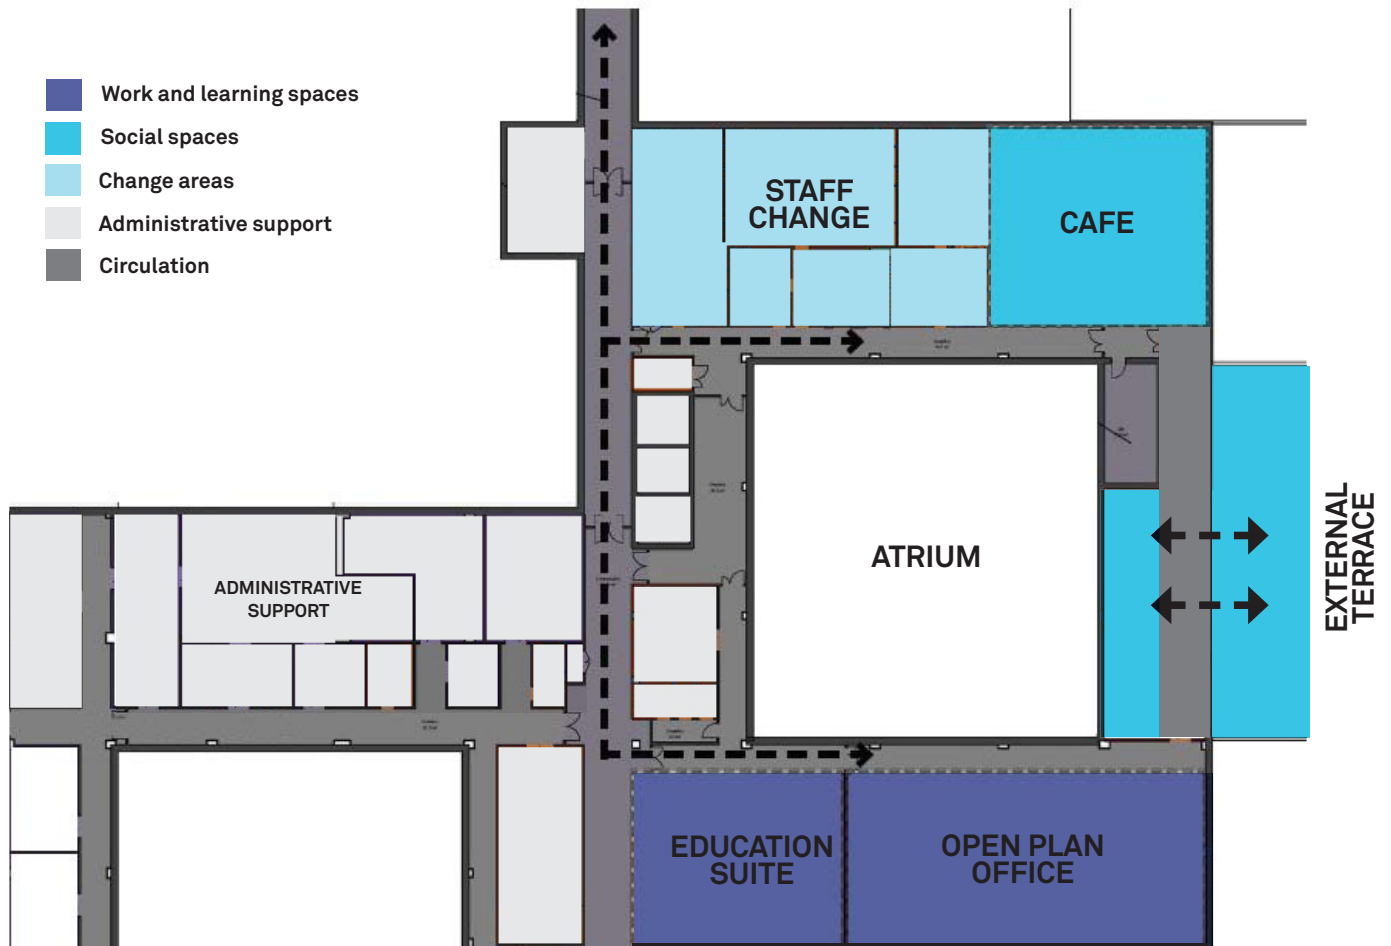 Work and learning spaces
Social spaces
Change areas
Administrative support
Circulation
STAFF
CHANGE
CAFE
ATRIUM
EXTERNAL
TERRACE
ADMINISTRATIVE
SUPPORT
EDUCATION
SUITE
OPEN PLAN
OFFICE